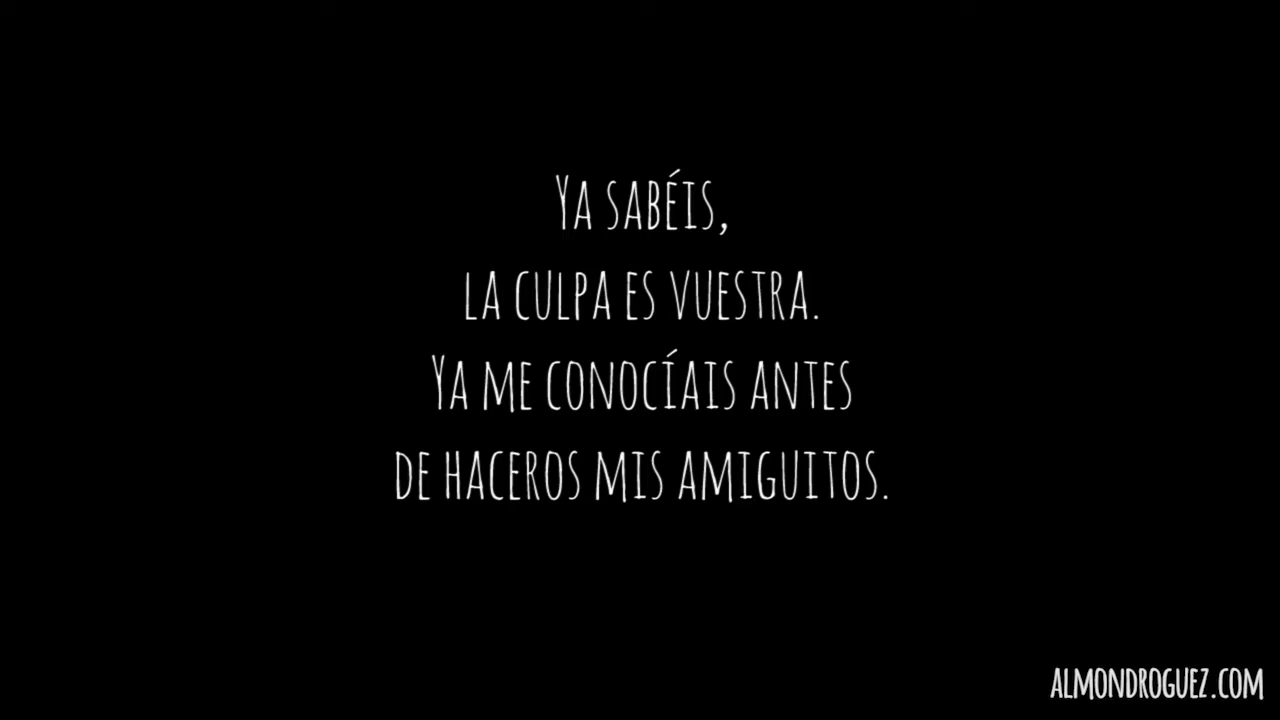 Ya sabéis,
la culpa es vuestra.
Ya me conocíais antes
de haceros mis amiguitos.
almondroguez.com